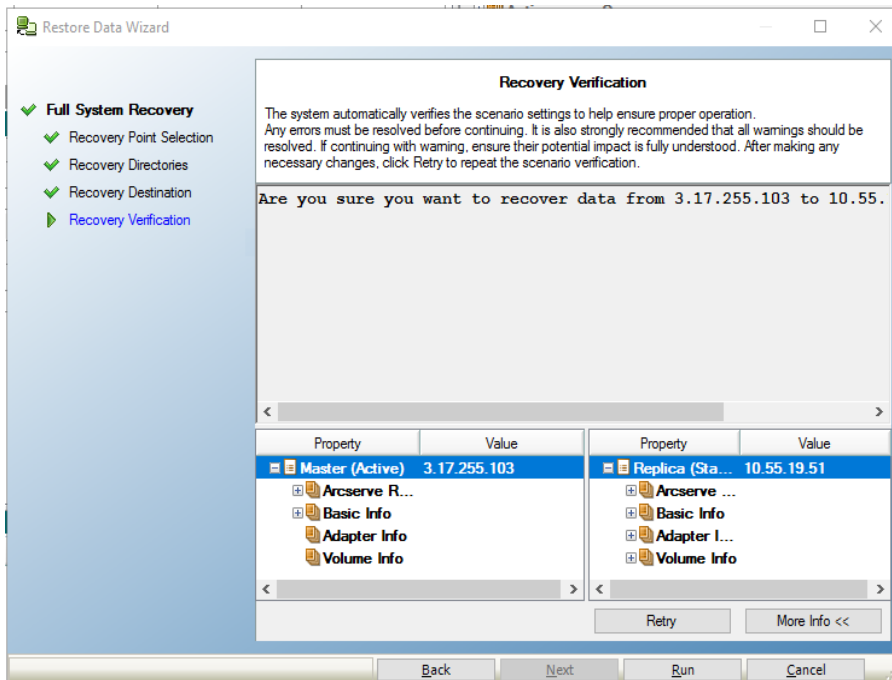 Restore Data Wizard
Full System Recovery
Recovery Point Selection
Recovery Directories
Recovery Destination
Recovery Verification
Recovery Verification
The system automatically verifies the scenario settings to help ensure proper operation.
Any errors must be resolved before continuing. It is also strongly recommended that all warnings should be
resolved. If continuing with warning, ensure their potential impact is fully understood. After making any
necessary changes, click Retry to repeat the scenario verification.
Are you sure you want to recover data from 3.17.255.103 to 10.55.
Property Value
Master (Active) 3.17.255.103
Arcserve R...
Basic Info
Adapter Info
Volume Info
Property Value
Replica (Sta... 10.55.19.51
Arcserve ...
Basic Info
Adapter I...
Volume Info
Retry More Info <<
Back Next Run Cancel